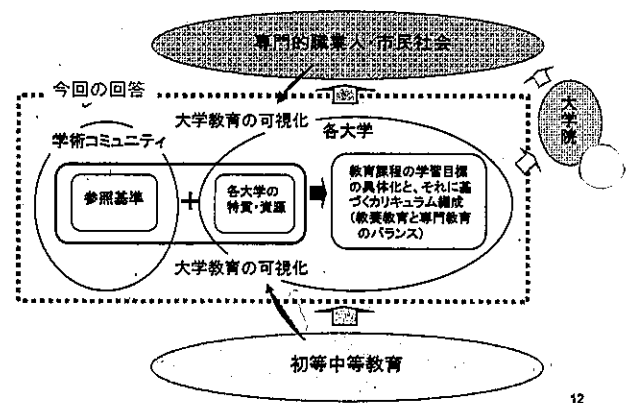 専門的職業人・市民社会
今回の回答
大学教育の可視化
各大学
学術コミュニティ
大学院
参照基準
+
各大学の
特質・資源
教育課程の学習目標
の具体化と、それに基
づくカリキュラム編成
(教養教育と専門教育
のバランス)
大学教育の可視化
初等中等教育
12